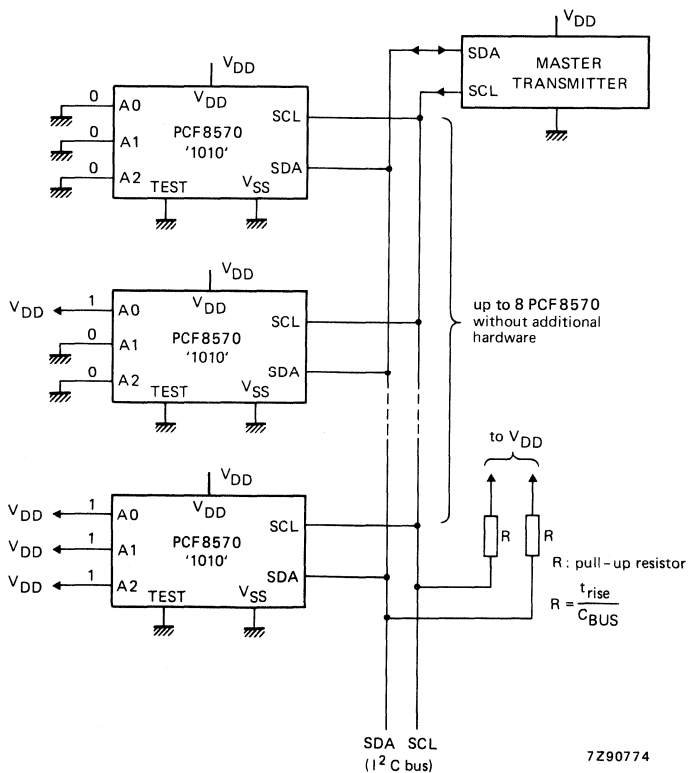 VDD
SDA
MASTER
TRANSMITTER
SCL
VDD
0 A0
VDD
SCL
PCF8570
0 A1
'1010'
SDA
0 A2
TEST
VSS
VDD
VDD
1 A0
VDD
SCL
PCF8570
0 A1
'1010'
SDA
0 A2
TEST
VSS
up to 8 PCF8570
without additional
hardware
to VDD
VDD
VDD
1 A0
VDD
SCL
PCF8570
VDD
1 A1
'1010'
SDA
VDD
1 A2
TEST
VSS
R
R
R : pull-up resistor
R = trise
CBUS
SDA SCL
(I2C bus)
7Z90774